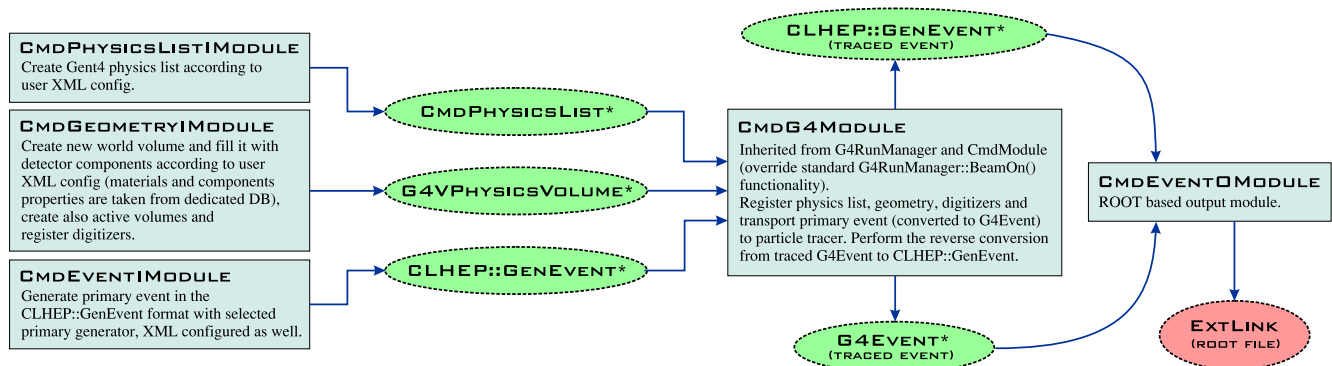 CmdPhysicsListIModule
Create Gent4 physics list according to
user XML config.
CmdGeometryIModule
Create new world volume and fill it with
detector components according to user
XML config (materials and components
properties are taken from dedicated DB),
create also active volumes and
register digitizers.
CmdEventIModule
Generate primary event in the
CLHEP::GenEvent format with selected
primary generator, XML configured as well.
CmdPhysicsList*
G4VPhysicsVolume*
CLHEP::GenEvent*
CLHEP::GenEvent*
(traced event)
CmdG4Module
Inherited from G4RunManager and CmdModule
(override standard G4RunManager::BeamOn()
functionality).
Register physics list, geometry, digitizers and
transport primary event (converted to G4Event)
to particle tracer. Perform the reverse conversion
from traced G4Event to CLHEP::GenEvent.
G4Event*
(traced event)
CmdEventOModule
ROOT based output module.
ExtLink
(ROOT file)